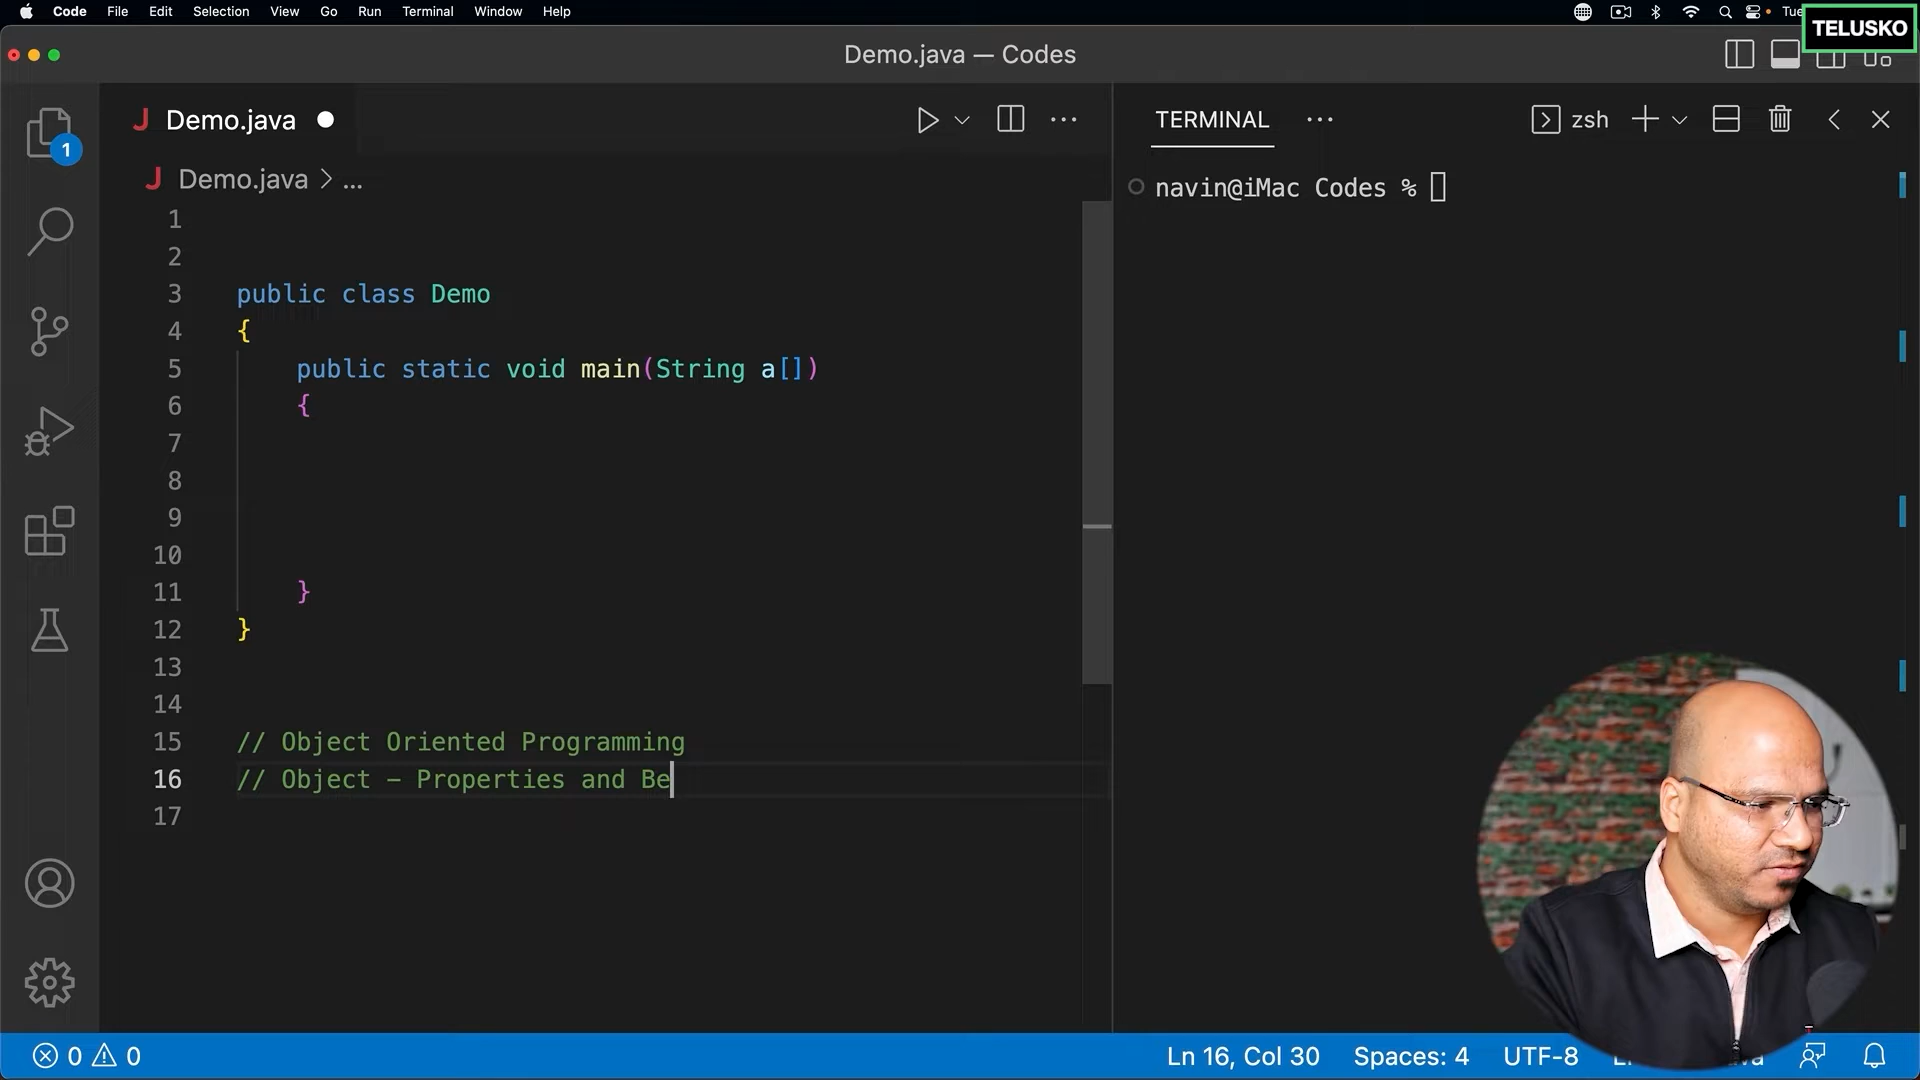 Code File Edit Selection View Go Run Terminal Window Help Tue
TELUSKO
Demo.java — Codes
Demo.java
TERMINAL
zsh
1
Demo.java > ...
navin@iMac Codes %
1
2
3 public class Demo
4 {
5 public static void main(String a[])
6 {
7
8
9
10
11 }
12 }
13
14
15 // Object Oriented Programming
16 // Object – Properties and Be
17
0 0 Ln 16, Col 30 Spaces: 4 UTF-8